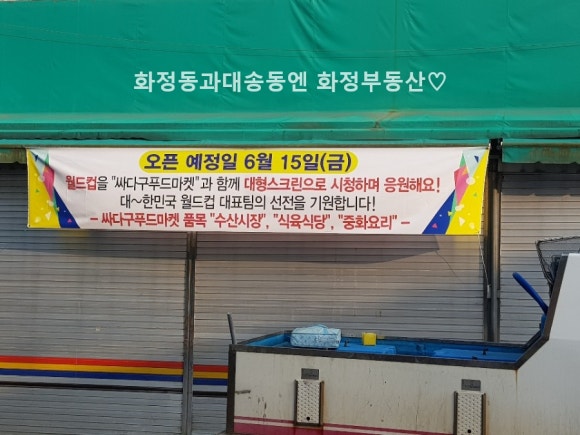 화정동과대송동엔 화정부동산♡
오픈 예정일 6월 15일(금)
월드컵을 "싸다구푸드마켓"과 함께 대형스크린으로 시청하며 응원해요!
대~한민국 월드컵 대표팀의 선전을 기원합니다!
- 싸다구푸드마켓 품목 "수산시장", "식육식당", "중화요리" -